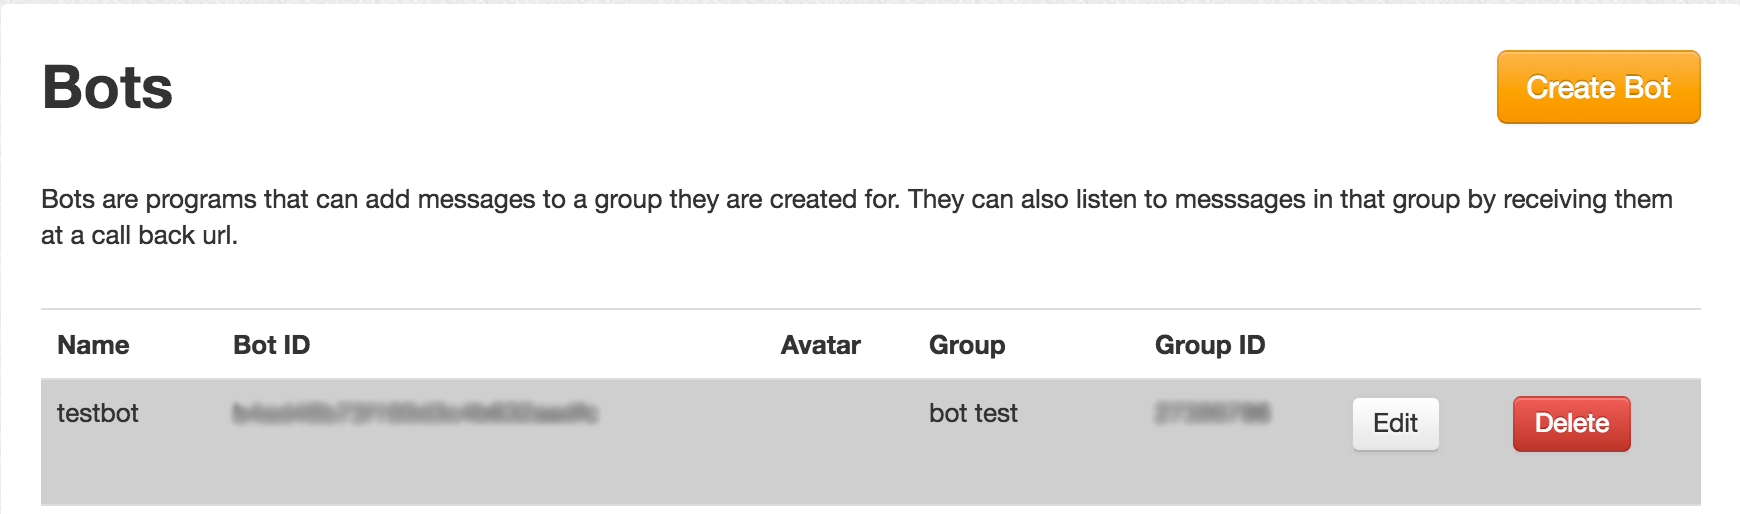 Bots
Create Bot
Bots are programs that can add messages to a group they are created for. They can also listen to messsages in that group by receiving them
at a call back url.
Name Bot ID Avatar Group Group ID
testbot bot test Edit Delete